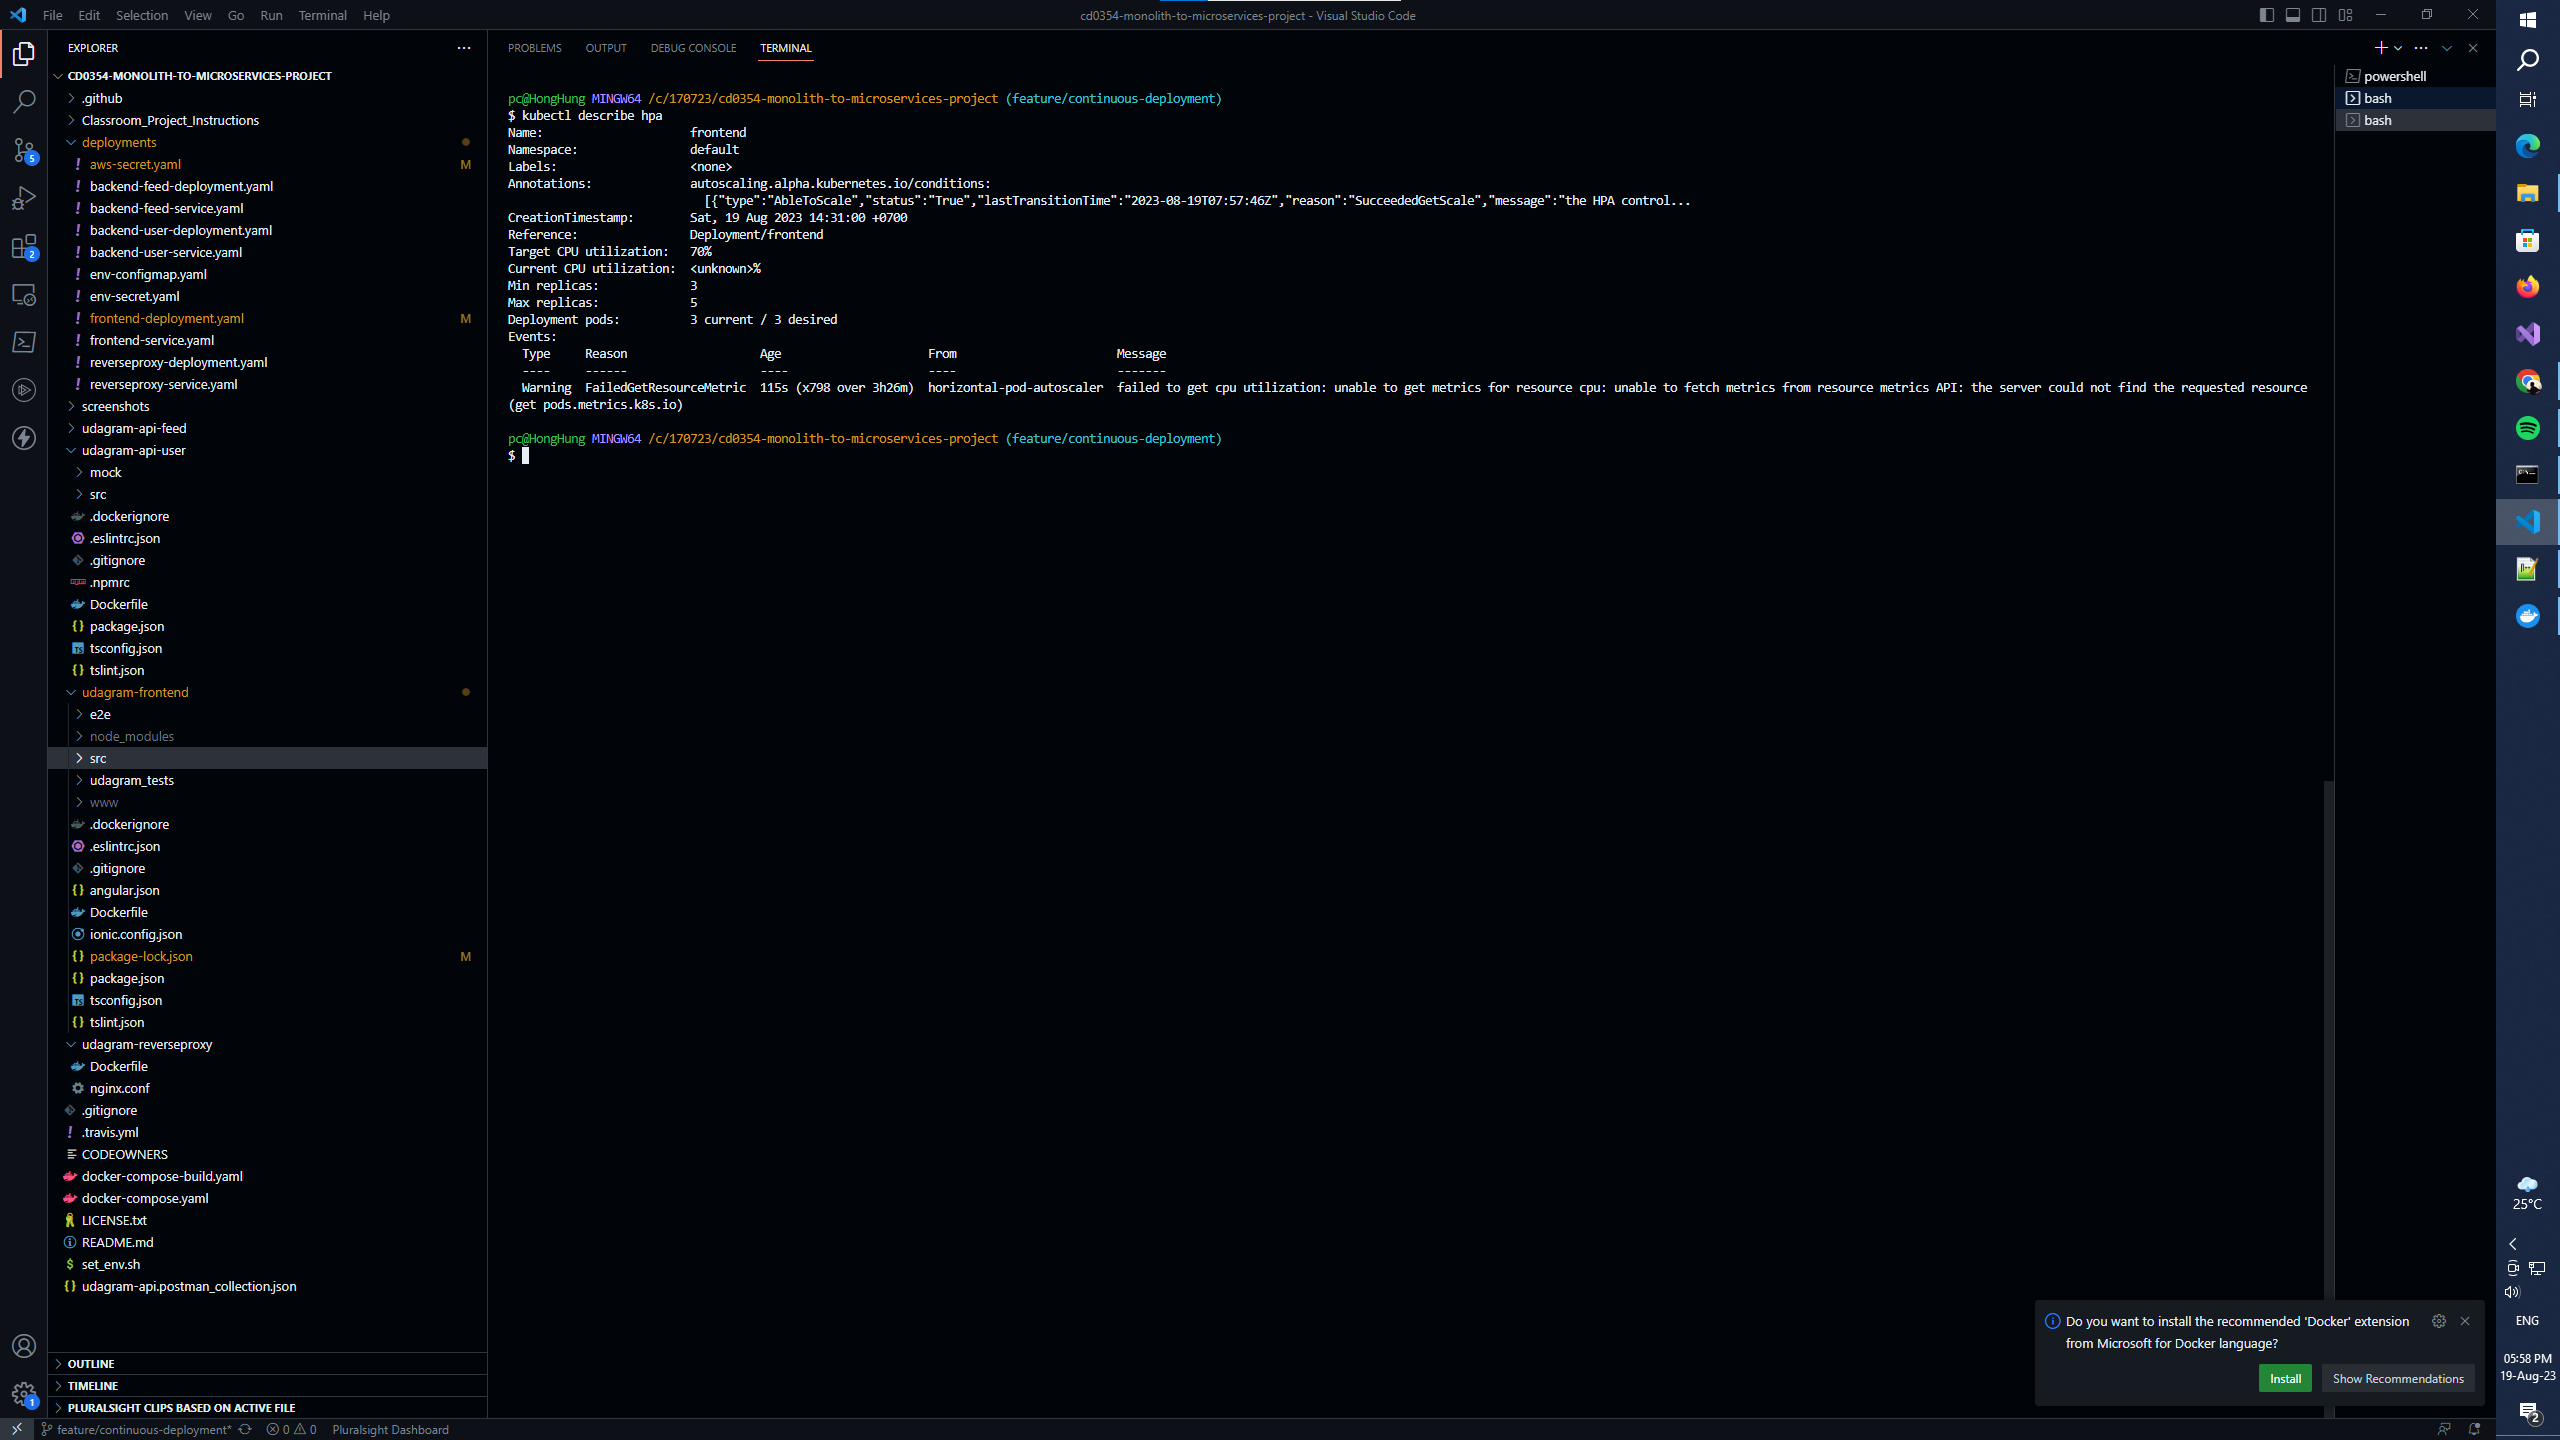 File Edit Selection View Go Run Terminal Help
cd0354-monolith-to-microservices-project - Visual Studio Code
EXPLORER
CD0354-MONOLITH-TO-MICROSERVICES-PROJECT
.github
Classroom_Project_Instructions
deployments
aws-secret.yaml M
backend-feed-deployment.yaml
backend-feed-service.yaml
backend-user-deployment.yaml
backend-user-service.yaml
env-configmap.yaml
env-secret.yaml
frontend-deployment.yaml M
frontend-service.yaml
reverseproxy-deployment.yaml
reverseproxy-service.yaml
screenshots
udagram-api-feed
udagram-api-user
mock
src
.dockerignore
.eslintrc.json
.gitignore
.npmrc
Dockerfile
package.json
tsconfig.json
tslint.json
udagram-frontend
e2e
node_modules
src
udagram_tests
www
.dockerignore
.eslintrc.json
.gitignore
angular.json
Dockerfile
ionic.config.json
package-lock.json M
package.json
tsconfig.json
tslint.json
udagram-reverseproxy
Dockerfile
nginx.conf
.gitignore
.travis.yml
CODEOWNERS
docker-compose-build.yaml
docker-compose.yaml
LICENSE.txt
README.md
set_env.sh
udagram-api.postman_collection.json
OUTLINE
TIMELINE
PLURALSIGHT CLIPS BASED ON ACTIVE FILE
5
2
1
PROBLEMS OUTPUT DEBUG CONSOLE TERMINAL
pc@HongHung MINGW64 /c/170723/cd0354-monolith-to-microservices-project (feature/continuous-deployment)
$ kubectl describe hpa
Name: frontend
Namespace: default
Labels: <none>
Annotations: autoscaling.alpha.kubernetes.io/conditions:
[{"type":"AbleToScale","status":"True","lastTransitionTime":"2023-08-19T07:57:46Z","reason":"SucceededGetScale","message":"the HPA control...
CreationTimestamp: Sat, 19 Aug 2023 14:31:00 +0700
Reference: Deployment/frontend
Target CPU utilization: 70%
Current CPU utilization: <unknown>%
Min replicas: 3
Max replicas: 5
Deployment pods: 3 current / 3 desired
Events:
Type Reason Age From Message
---- ------ ---- ---- -------
Warning FailedGetResourceMetric 115s (x798 over 3h26m) horizontal-pod-autoscaler failed to get cpu utilization: unable to get metrics for resource cpu: unable to fetch metrics from resource metrics API: the server could not find the requested resource
(get pods.metrics.k8s.io)
pc@HongHung MINGW64 /c/170723/cd0354-monolith-to-microservices-project (feature/continuous-deployment)
$
powershell
bash
bash
Do you want to install the recommended 'Docker' extension
from Microsoft for Docker language?
Install Show Recommendations
25°C
ENG
05:58 PM
19-Aug-23
2
feature/continuous-deployment* 0 0 Pluralsight Dashboard